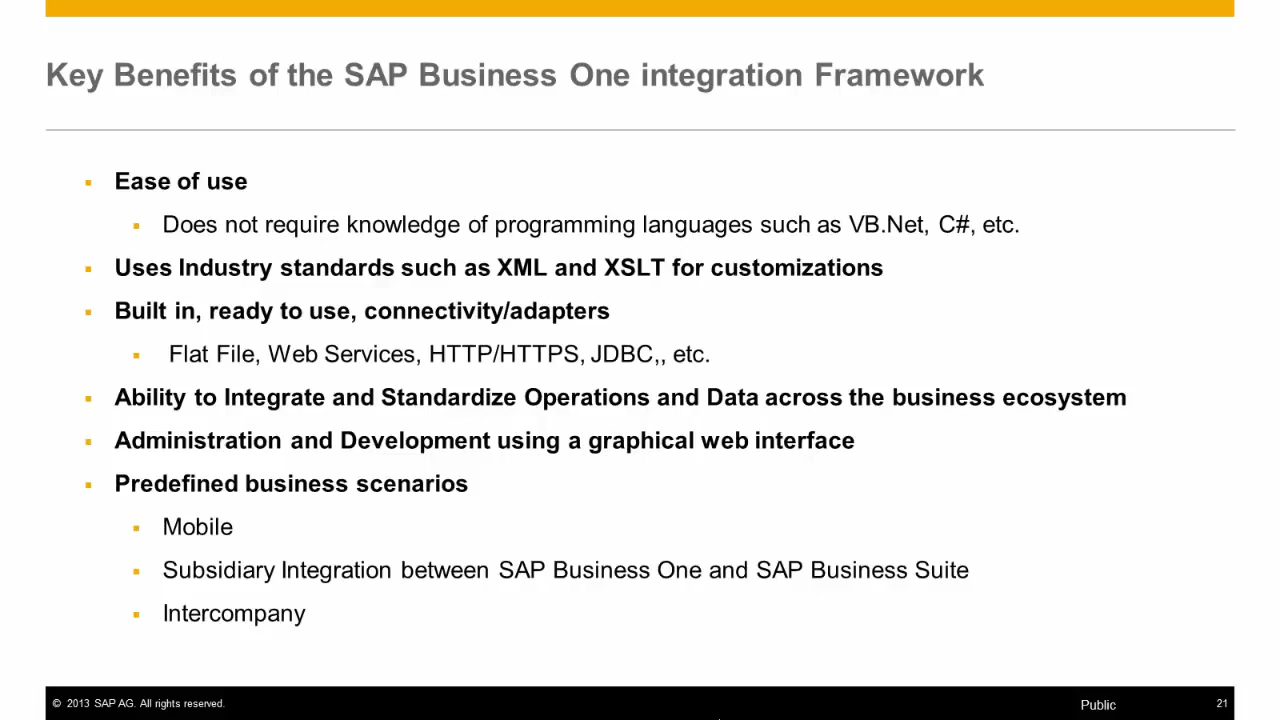 Key Benefits of the SAP Business One integration Framework
Ease of use
Does not require knowledge of programming languages such as VB.Net, C#, etc.
Uses Industry standards such as XML and XSLT for customizations
Built in, ready to use, connectivity/adapters
Flat File, Web Services, HTTP/HTTPS, JDBC,, etc.
Ability to Integrate and Standardize Operations and Data across the business ecosystem
Administration and Development using a graphical web interface
Predefined business scenarios
Mobile
Subsidiary Integration between SAP Business One and SAP Business Suite
Intercompany
© 2013 SAP AG. All rights reserved. Public 21